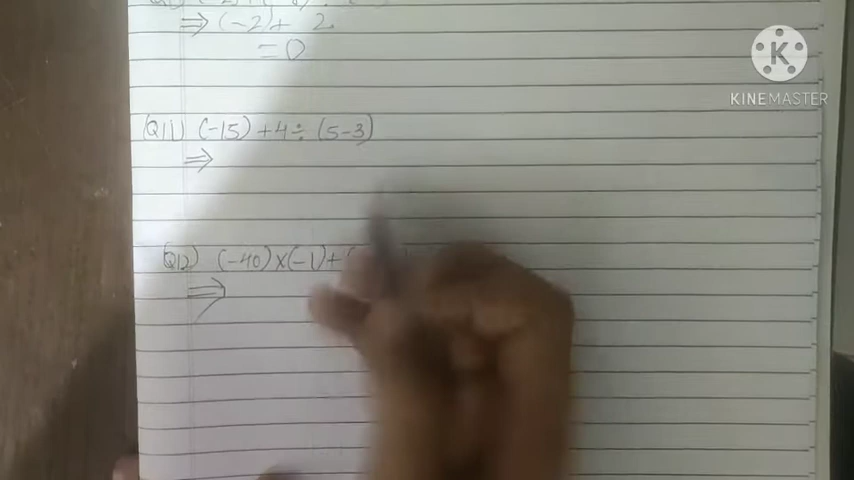 ⇒ (-2) + 2
= 0
KINEMASTER
Q11) (-15) + 4 ÷ (5-3)
⇒
Q12) (-40) × (-1) + (
⇒